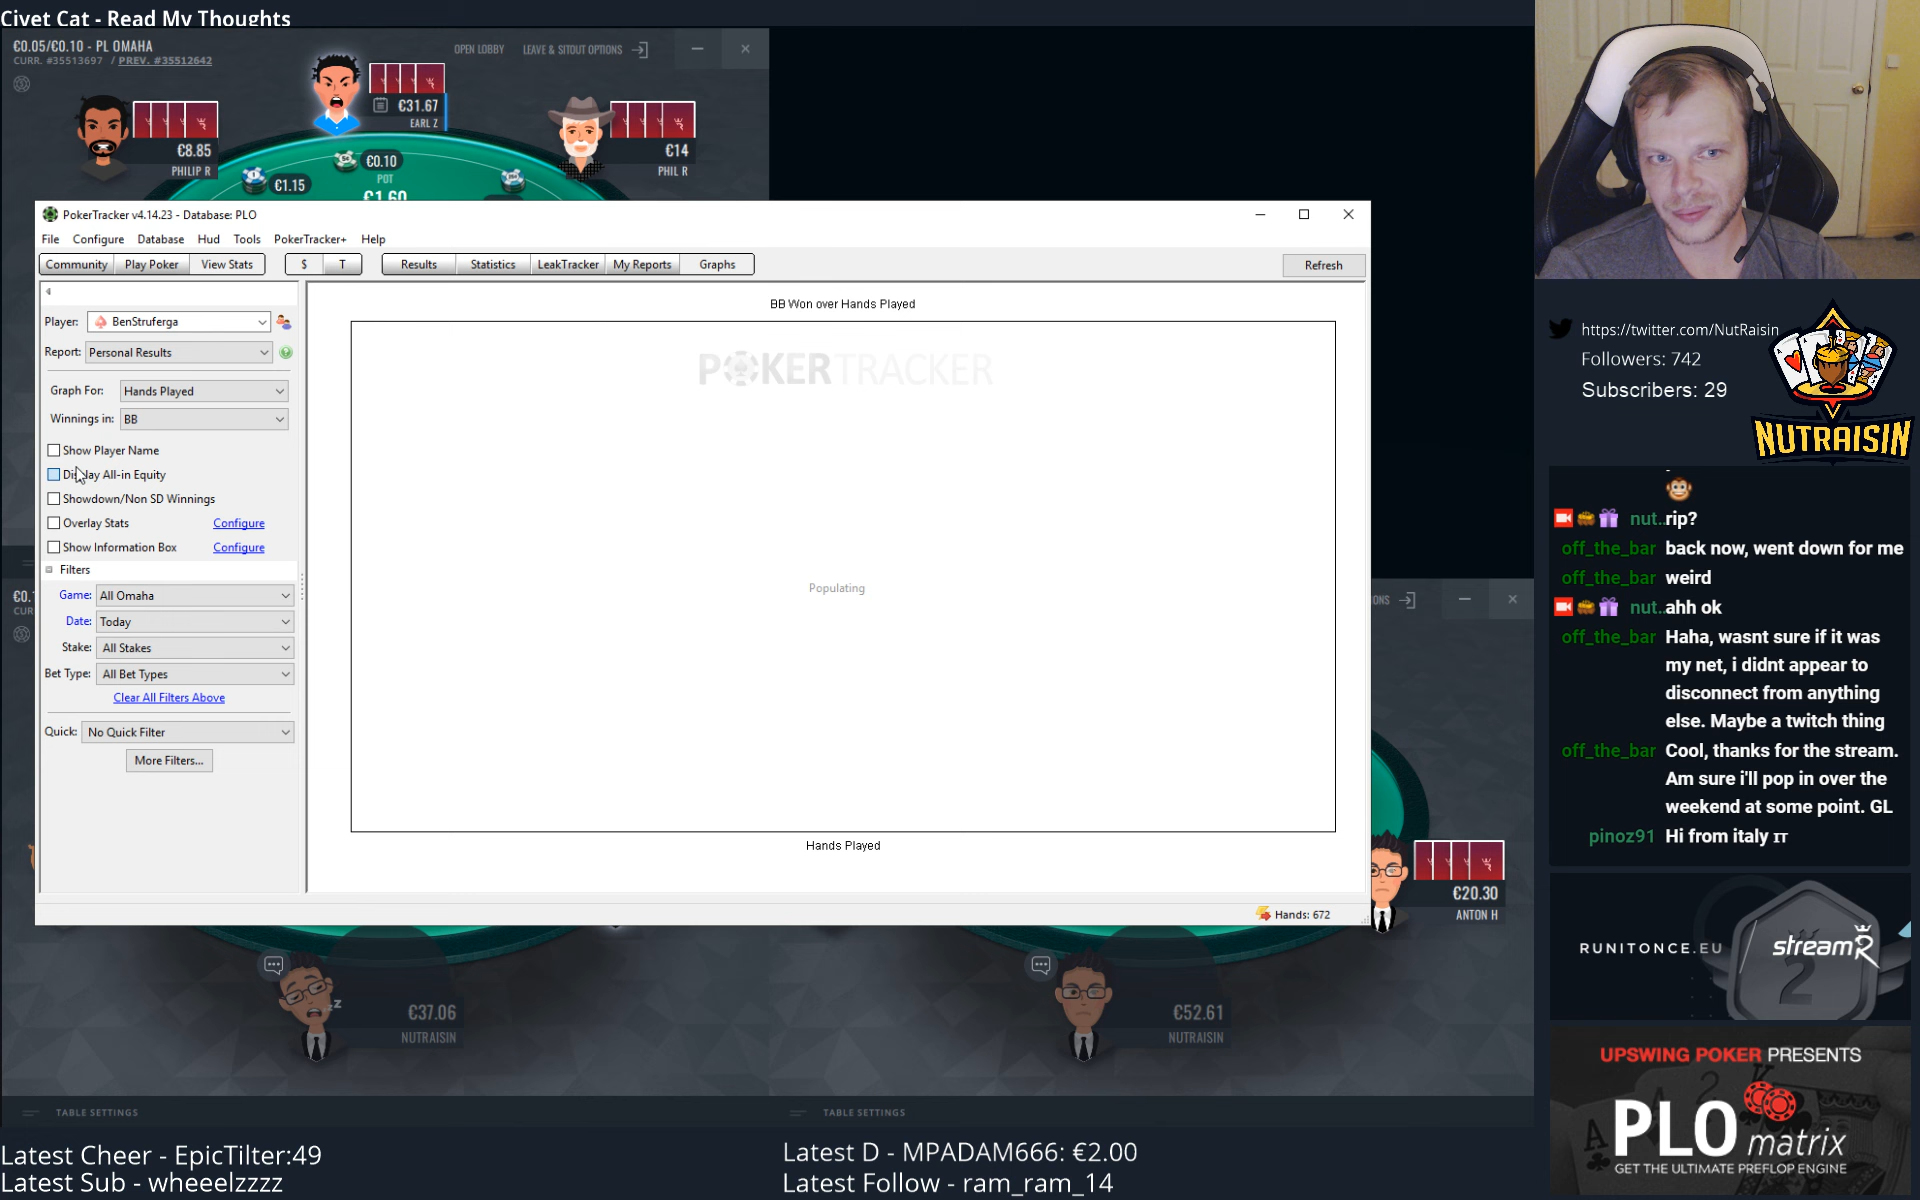 Civet Cat - Read My Thoughts
€0.05/€0.10 - PL OMAHA
CURR. #35513697 / PREV. #35512642
OPEN LOBBY
LEAVE & SITOUT OPTIONS
€31.67
EARL Z
€8.85
PHILIP R
€14
PHIL R
€0.10
POT
€1.60
€1.15
PokerTracker v4.14.23 - Database: PLO
File Configure Database Hud Tools PokerTracker+ Help
Community Play Poker View Stats $ T Results Statistics LeakTracker My Reports Graphs Refresh
Player: BenStruferga
Report: Personal Results
Graph For: Hands Played
Winnings in: BB
Show Player Name
Display All-in Equity
Showdown/Non SD Winnings
Overlay Stats Configure
Show Information Box Configure
Filters
Game: All Omaha
Date: Today
Stake: All Stakes
Bet Type: All Bet Types
Clear All Filters Above
Quick: No Quick Filter
More Filters...
BB Won over Hands Played
POKERTRACKER
Populating
Hands Played
Hands: 672
€20.30
ANTON H
€37.06
NUTRAISIN
€52.61
NUTRAISIN
TABLE SETTINGS
TABLE SETTINGS
Latest Cheer - EpicTilter:49
Latest Sub - wheeelzzzz
Latest D - MPADAM666: €2.00
Latest Follow - ram_ram_14
https://twitter.com/NutRaisin
Followers: 742
Subscribers: 29
NUTRAISIN
nut.. rip?
off_the_bar back now, went down for me
off_the_bar weird
nut.. ahh ok
off_the_bar Haha, wasnt sure if it was
my net, i didnt appear to
disconnect from anything
else. Maybe a twitch thing
off_the_bar Cool, thanks for the stream.
Am sure i'll pop in over the
weekend at some point. GL
pinoz91 Hi from italy IT
RUNITONCE.EU
streamR
2
UPSWING POKER PRESENTS
PLO matrix
GET THE ULTIMATE PREFLOP ENGINE